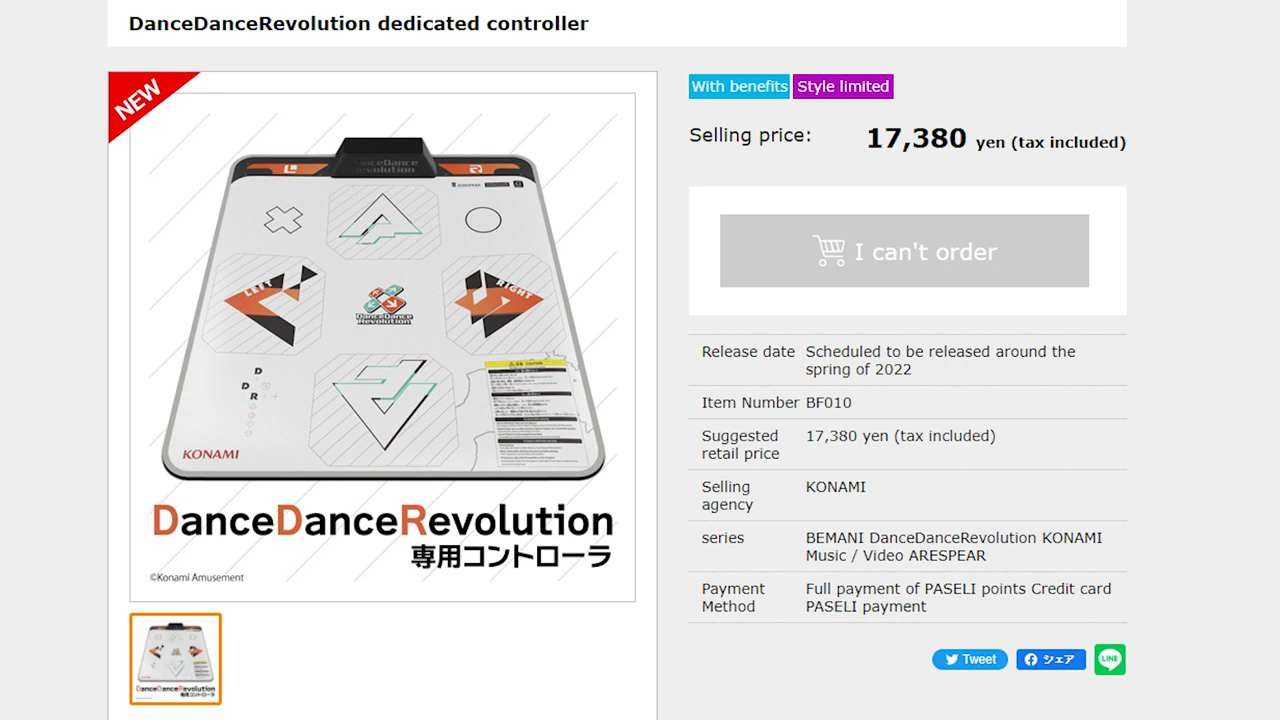 DanceDanceRevolution dedicated controller
NEW
With benefits
Style limited
Selling price:
17,380 yen (tax included)
I can't order
DanceDance
Revolution
L
R
LEFT
RIGHT
DanceDance
Revolution
CAUTION
D
D
R
KONAMI
DanceDanceRevolution
専用コントローラ
©Konami Amusement
DanceDanceRevolution
専用コントローラ
Release date Scheduled to be released around the
spring of 2022
Item Number BF010
Suggested 17,380 yen (tax included)
retail price
Selling KONAMI
agency
series BEMANI DanceDanceRevolution KONAMI
Music / Video ARESPEAR
Payment Full payment of PASELI points Credit card
Method PASELI payment
Tweet
シェア
LINE